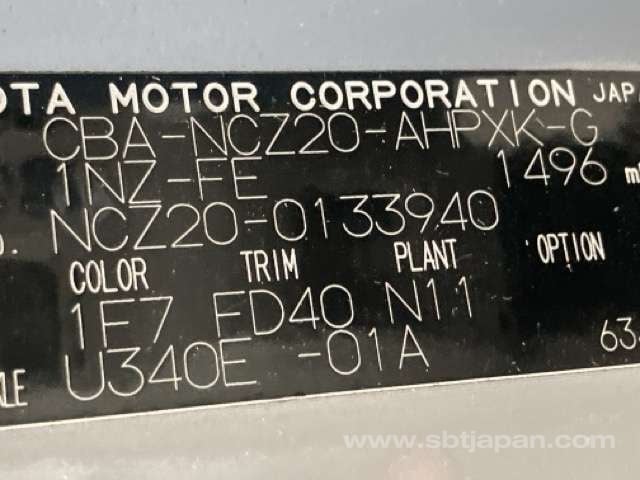 OTA MOTOR CORPORATION JAPA
CBA-NCZ20-AHPXK-G
1NZ-FE 1496 m
O. NCZ20-0133940
COLOR TRIM PLANT OPTION
1F7 FD40 N11
LE U340E -01A 633
www.sbtjapan.com